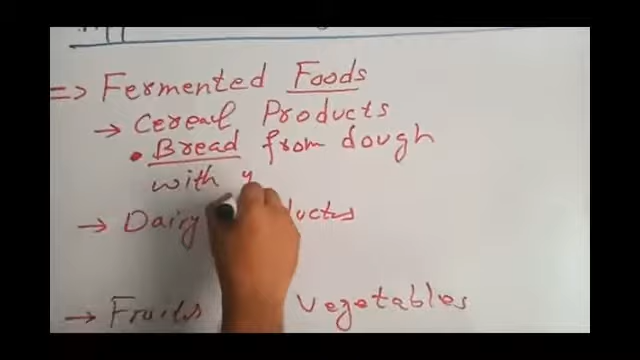 => Fermented Foods
→ Cereal Products
• Bread from dough
with y
→ Dairy
→ Fruits Vegetables